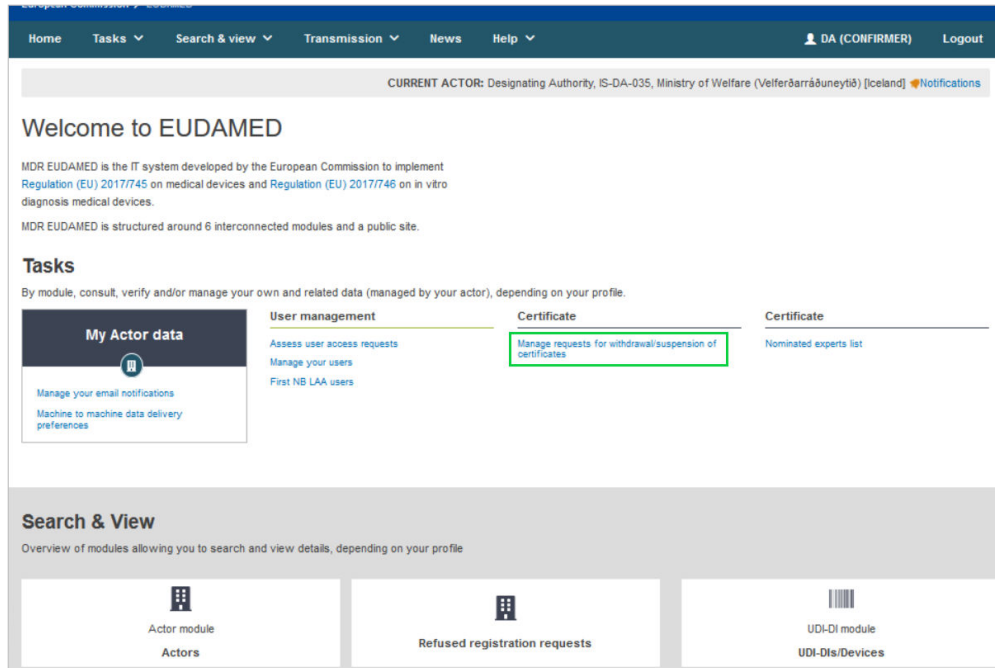 European Commission > EUDAMED
Home Tasks Search & view Transmission News Help DA (CONFIRMER) Logout
CURRENT ACTOR: Designating Authority, IS-DA-035, Ministry of Welfare (Velferðarráðuneytið) [Iceland] Notifications
Welcome to EUDAMED
MDR EUDAMED is the IT system developed by the European Commission to implement
Regulation (EU) 2017/745 on medical devices and Regulation (EU) 2017/746 on in vitro
diagnosis medical devices.
MDR EUDAMED is structured around 6 interconnected modules and a public site.
Tasks
By module, consult, verify and/or manage your own and related data (managed by your actor), depending on your profile.
My Actor data
Manage your email notifications
Machine to machine data delivery
preferences
User management
Assess user access requests
Manage your users
First NB LAA users
Certificate
Manage requests for withdrawal/suspension of
certificates
Certificate
Nominated experts list
Search & View
Overview of modules allowing you to search and view details, depending on your profile
Actor module
Actors
Refused registration requests
UDI-DI module
UDI-DIs/Devices